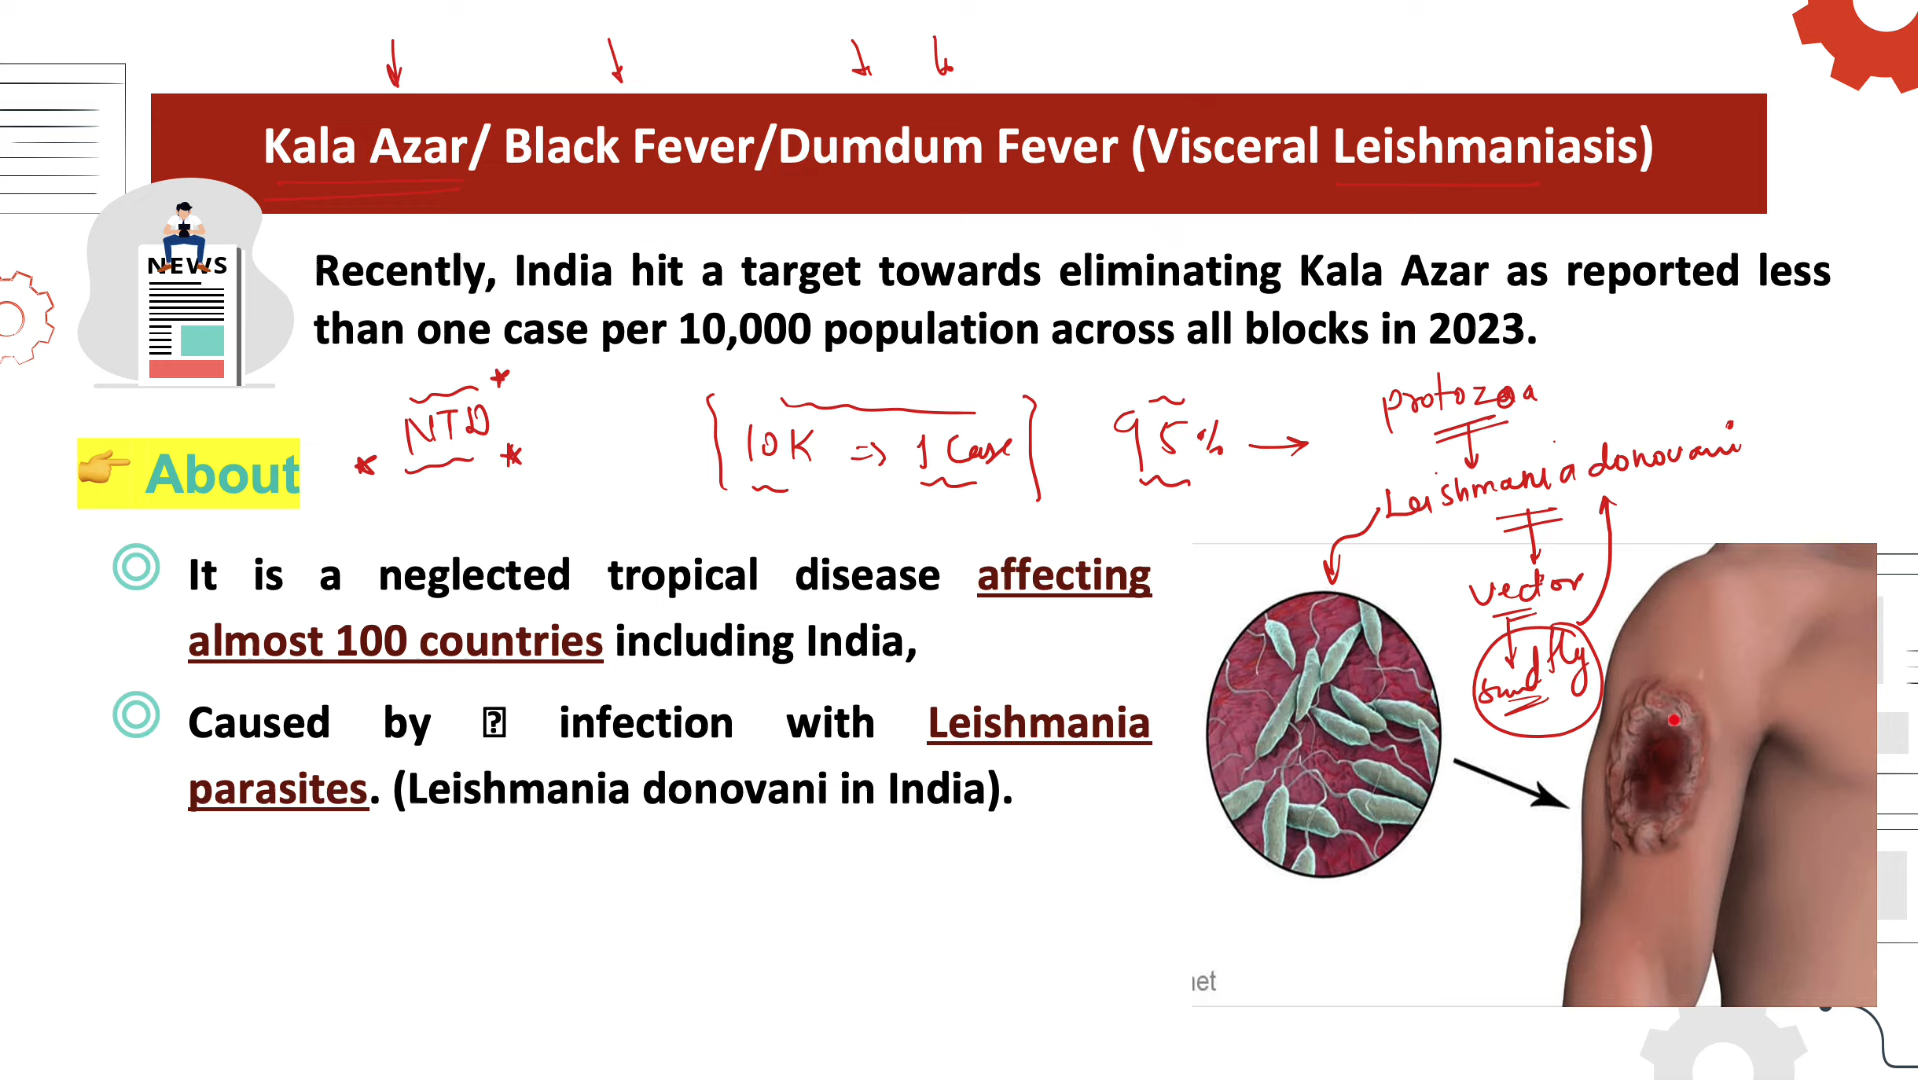 Kala Azar/ Black Fever/Dumdum Fever (Visceral Leishmaniasis)
NEWS
Recently, India hit a target towards eliminating Kala Azar as reported less
than one case per 10,000 population across all blocks in 2023.
* NTD * *
[10K => 1 Case]
95% →
protozoa
Leishmania donovani
vector
sand fly
👉 About
It is a neglected tropical disease affecting
almost 100 countries including India,
Caused by infection with Leishmania
parasites. (Leishmania donovani in India).
net